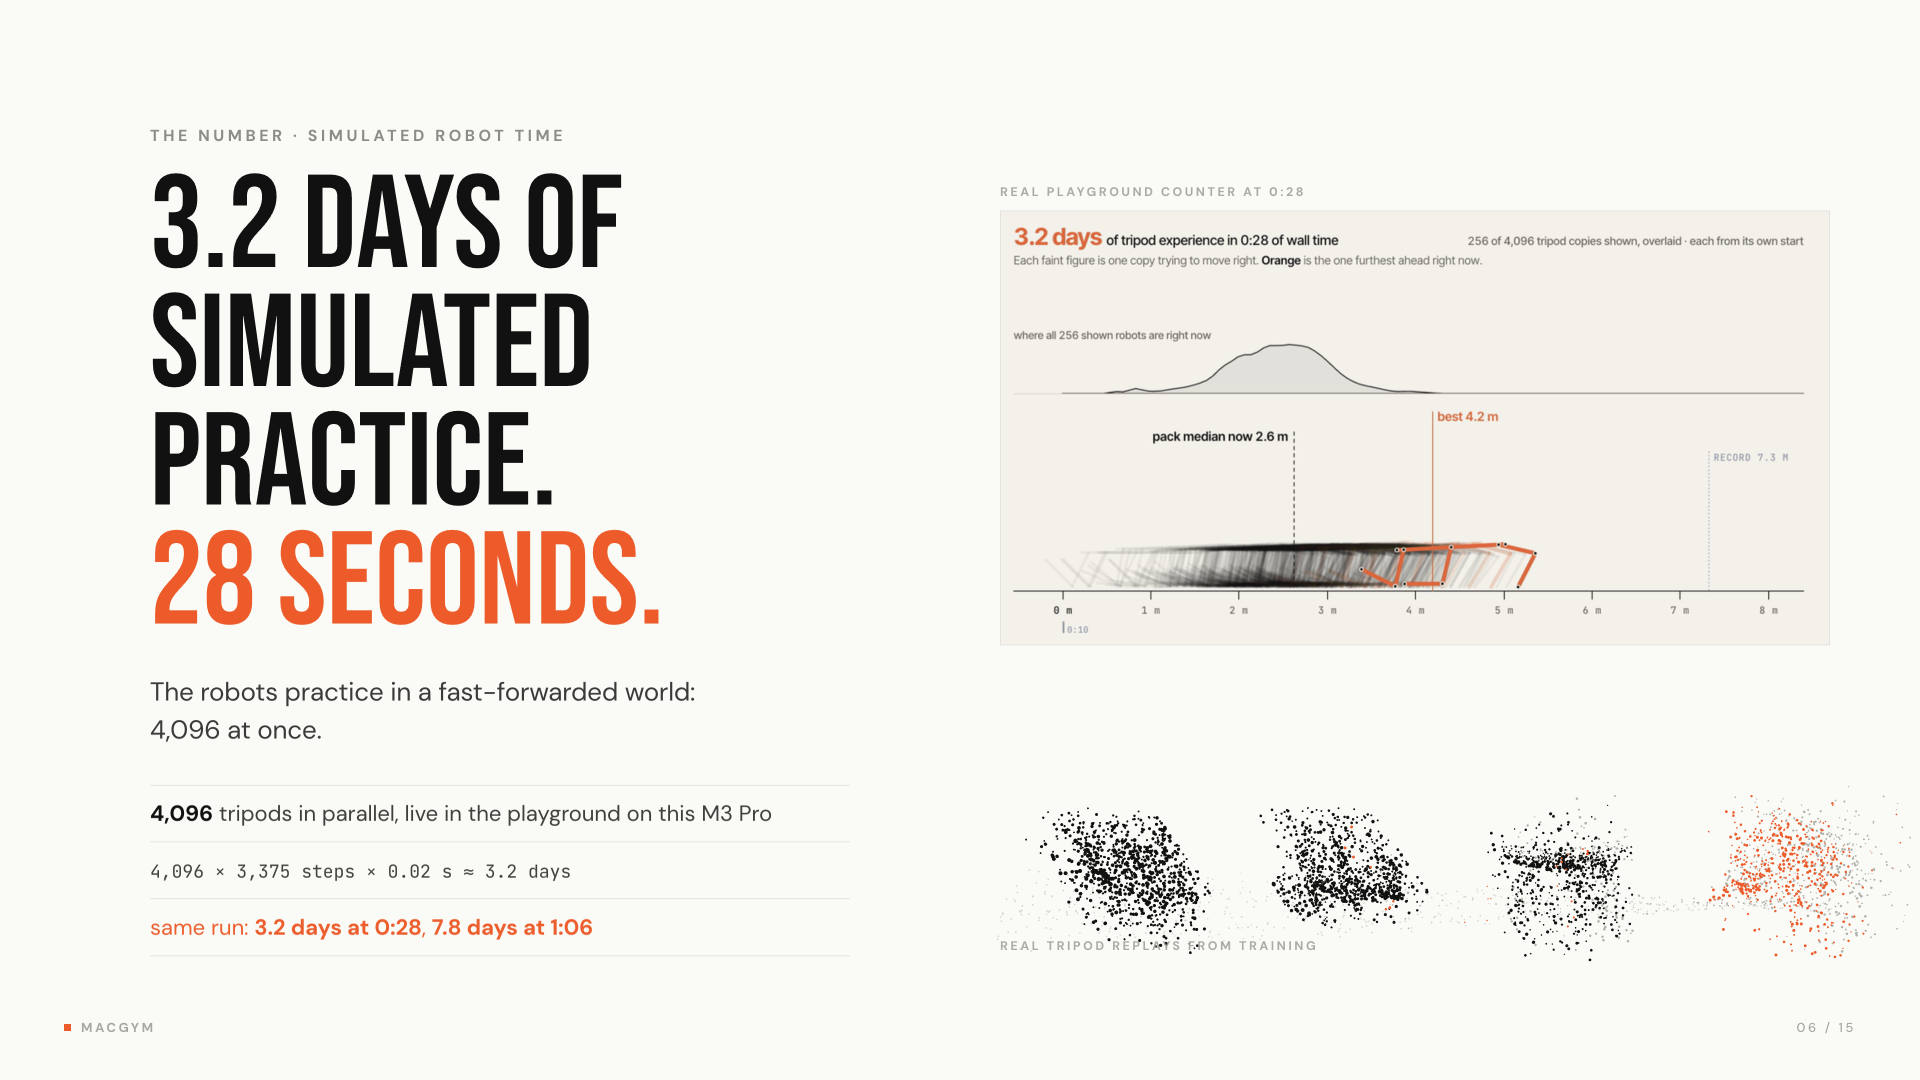 THE NUMBER · SIMULATED ROBOT TIME
3.2 DAYS OF
SIMULATED
PRACTICE.
28 SECONDS.
The robots practice in a fast-forwarded world:
4,096 at once.
4,096 tripods in parallel, live in the playground on this M3 Pro
4,096 × 3,375 steps × 0.02 s ≈ 3.2 days
same run: 3.2 days at 0:28, 7.8 days at 1:06
REAL PLAYGROUND COUNTER AT 0:28
3.2 days of tripod experience in 0:28 of wall time
256 of 4,096 tripod copies shown, overlaid · each from its own start
Each faint figure is one copy trying to move right. Orange is the one furthest ahead right now.
where all 256 shown robots are right now
best 4.2 m
pack median now 2.6 m
RECORD 7.3 M
0 m 1 m 2 m 3 m 4 m 5 m 6 m 7 m 8 m
0:10
REAL TRIPOD REPLAYS FROM TRAINING
MACGYM
06 / 15